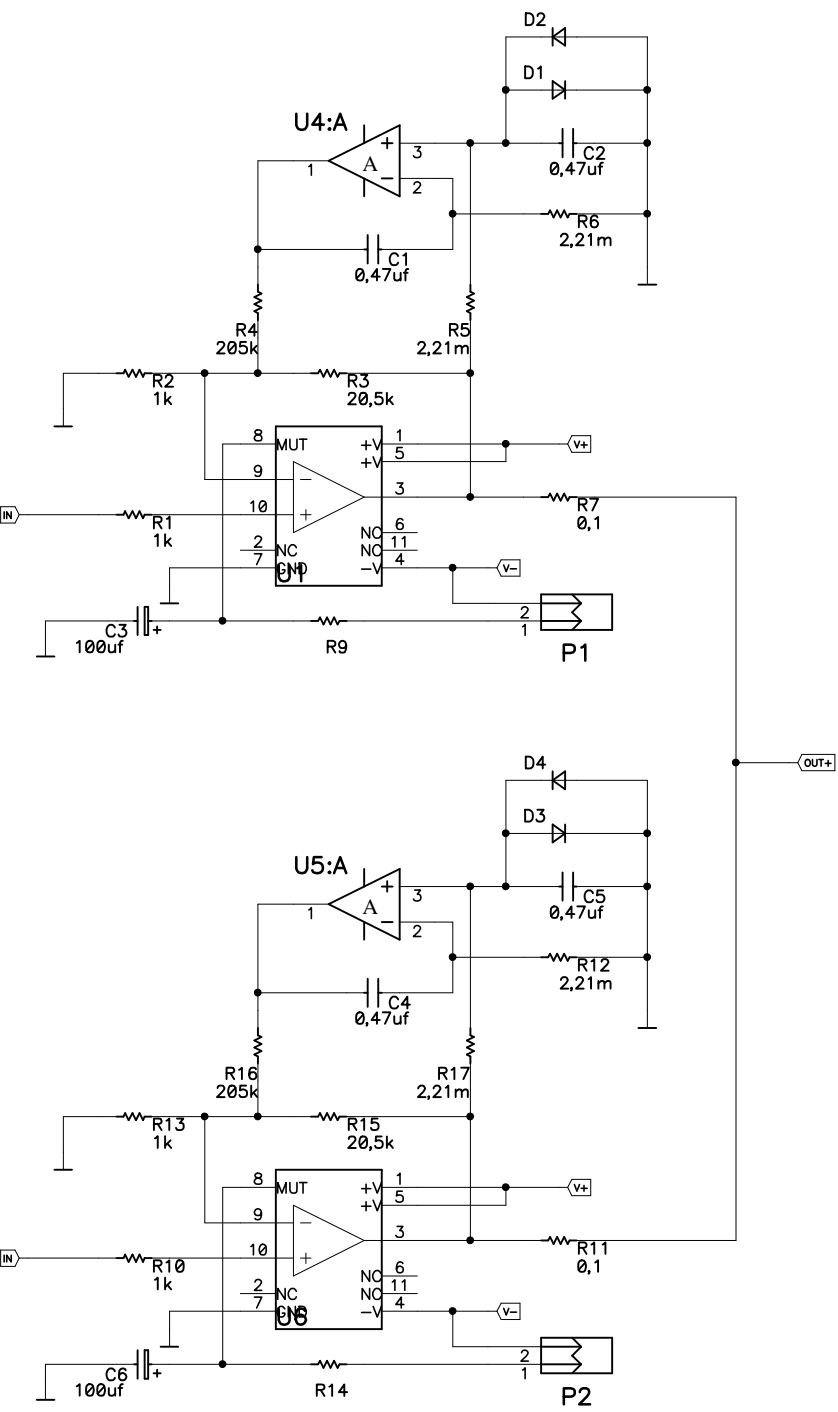 D2
D1
U4:A
+
3
A
C2
1
−
2
0,47uf
R6
2,21m
C1
0,47uf
R4
205k
R5
2,21m
R2
1k
R3
20,5k
8
MUT
+V
1
V+
+V
5
9
−
3
R7
0,1
IN
10
+
R1
1k
NC
6
2
NC
NC
11
7
GND
−V
4
V−
U1
2
C3
+
1
100uf
R9
P1
OUT+
D4
D3
U5:A
+
3
A
C5
1
−
2
0,47uf
R12
2,21m
C4
0,47uf
R16
205k
R17
2,21m
R13
1k
R15
20,5k
8
MUT
+V
1
V+
+V
5
9
−
3
R11
0,1
IN
10
+
R10
1k
NC
6
2
NC
NC
11
7
GND
−V
4
V−
U6
2
C6
+
1
100uf
R14
P2